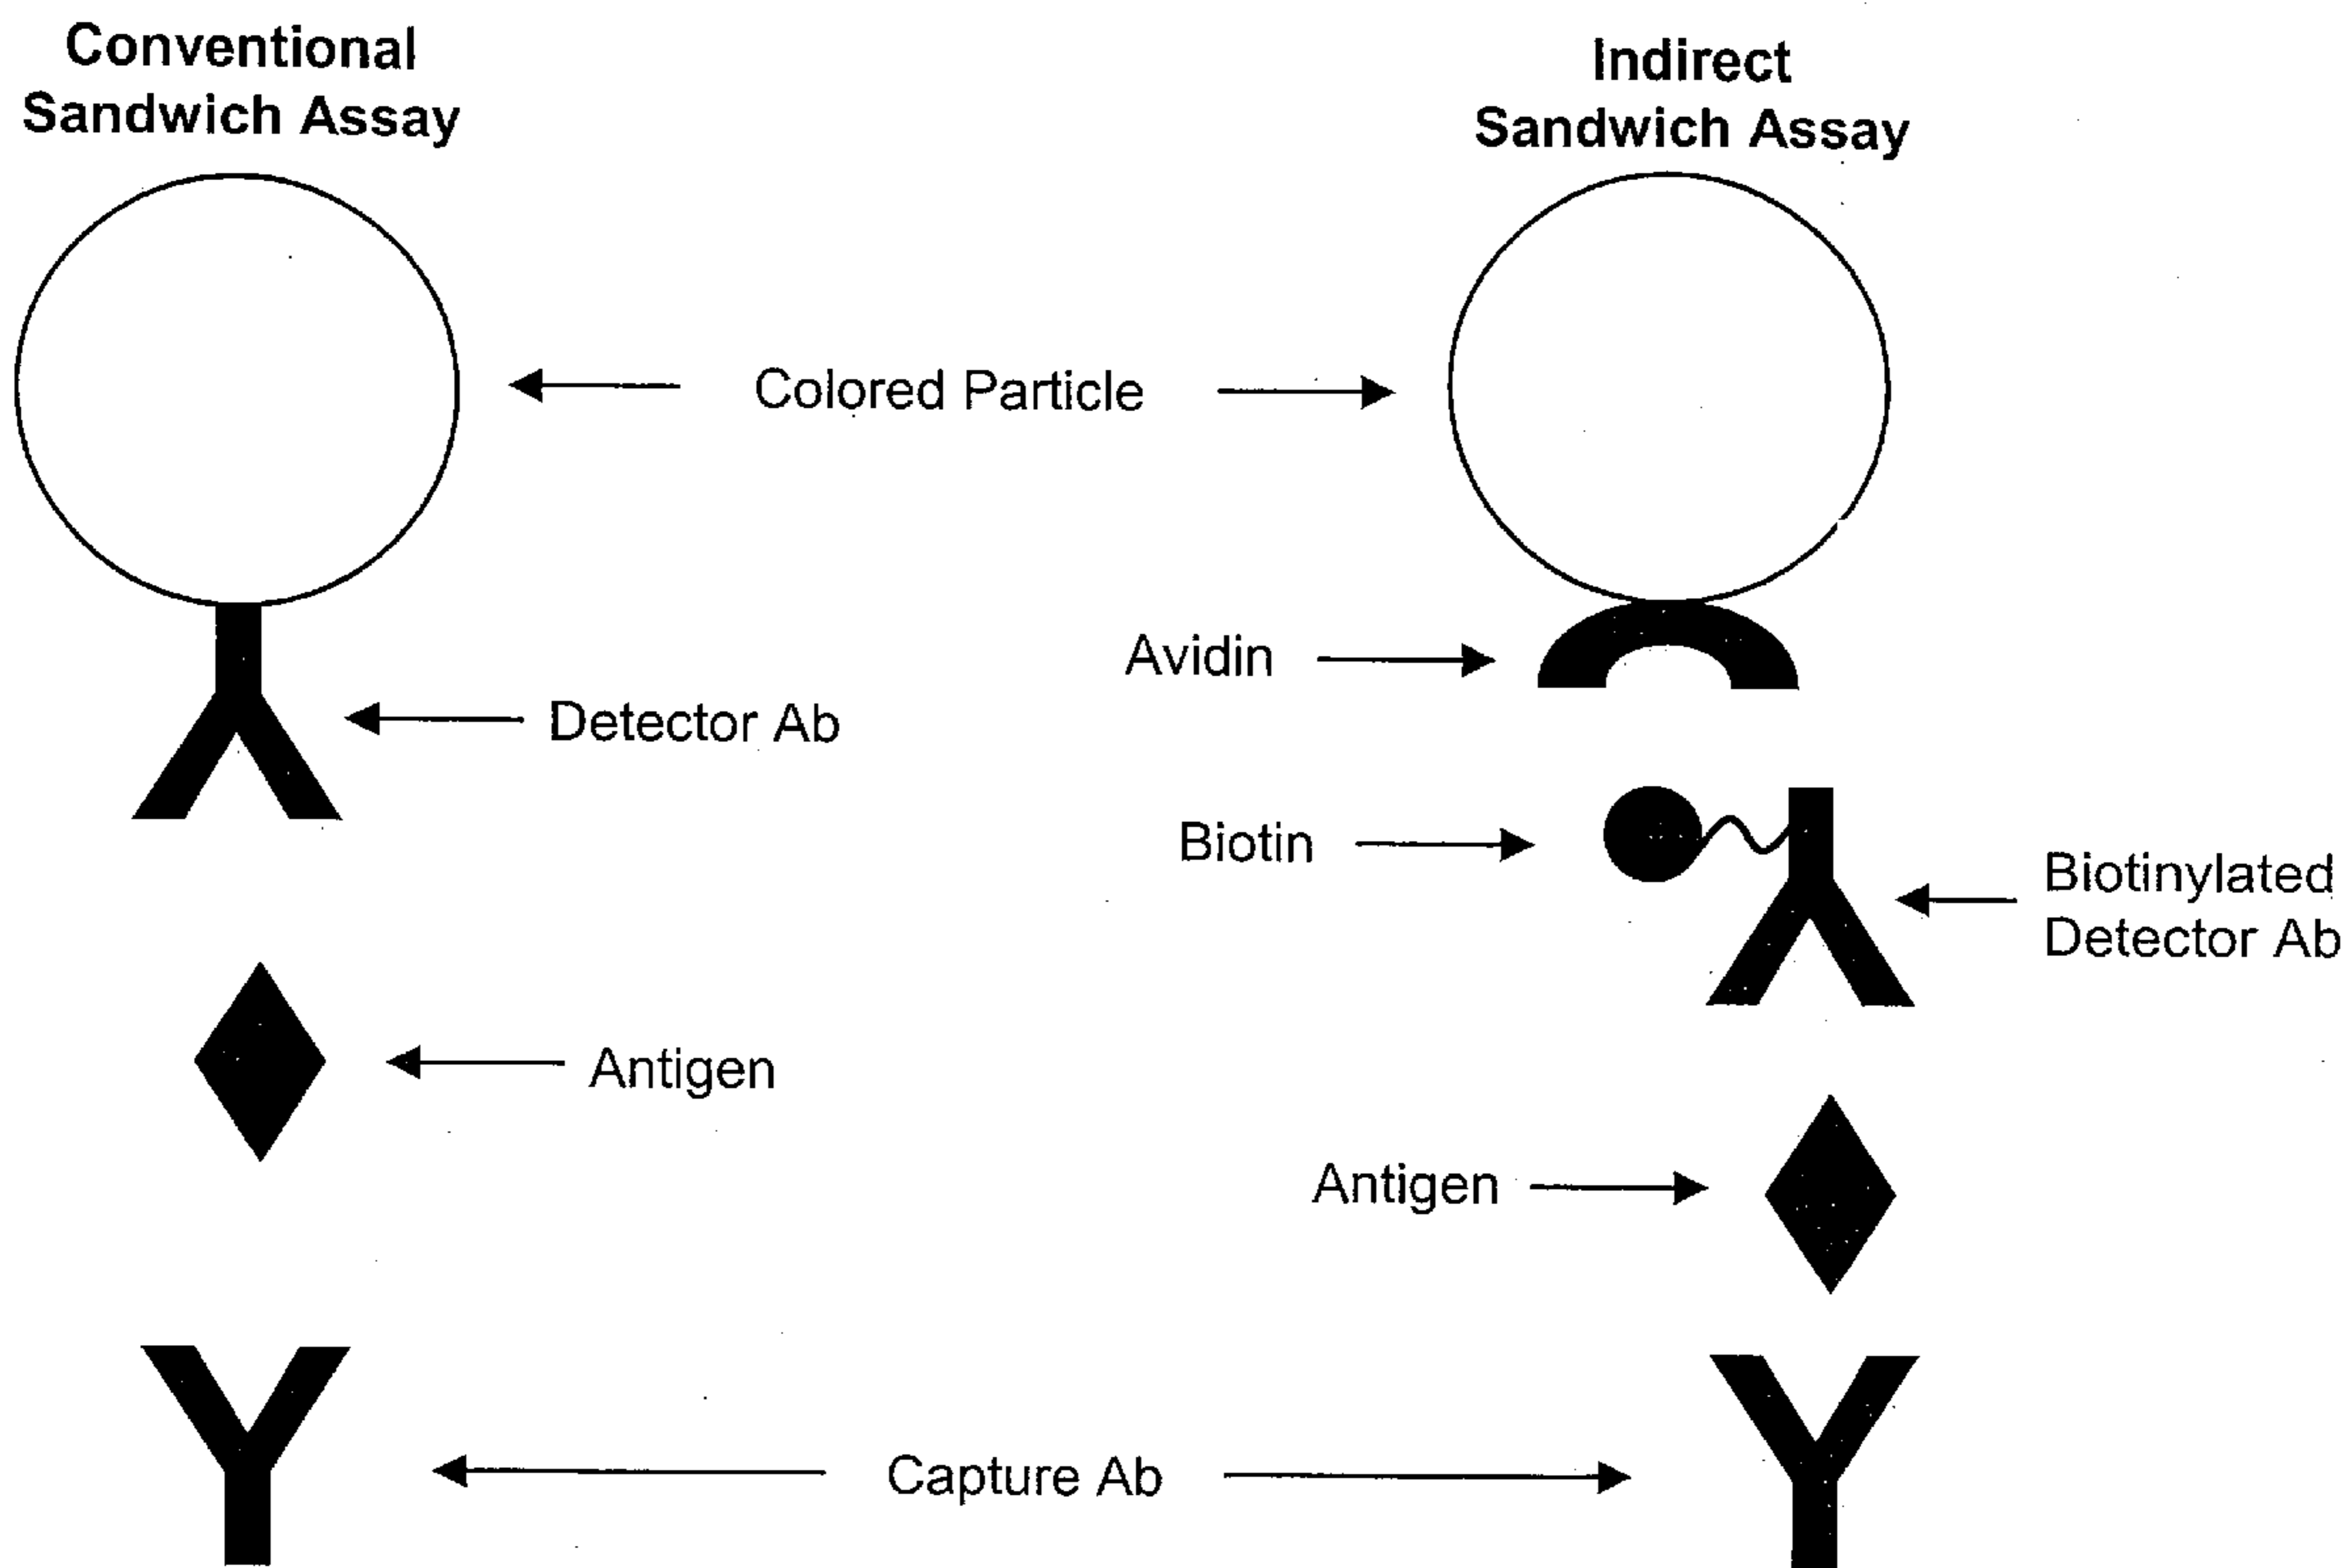 Conventional
Sandwich Assay
Indirect
Sandwich Assay
Colored Particle
Avidin
Detector Ab
Biotin
Biotinylated
Detector Ab
Antigen
Antigen
Capture Ab